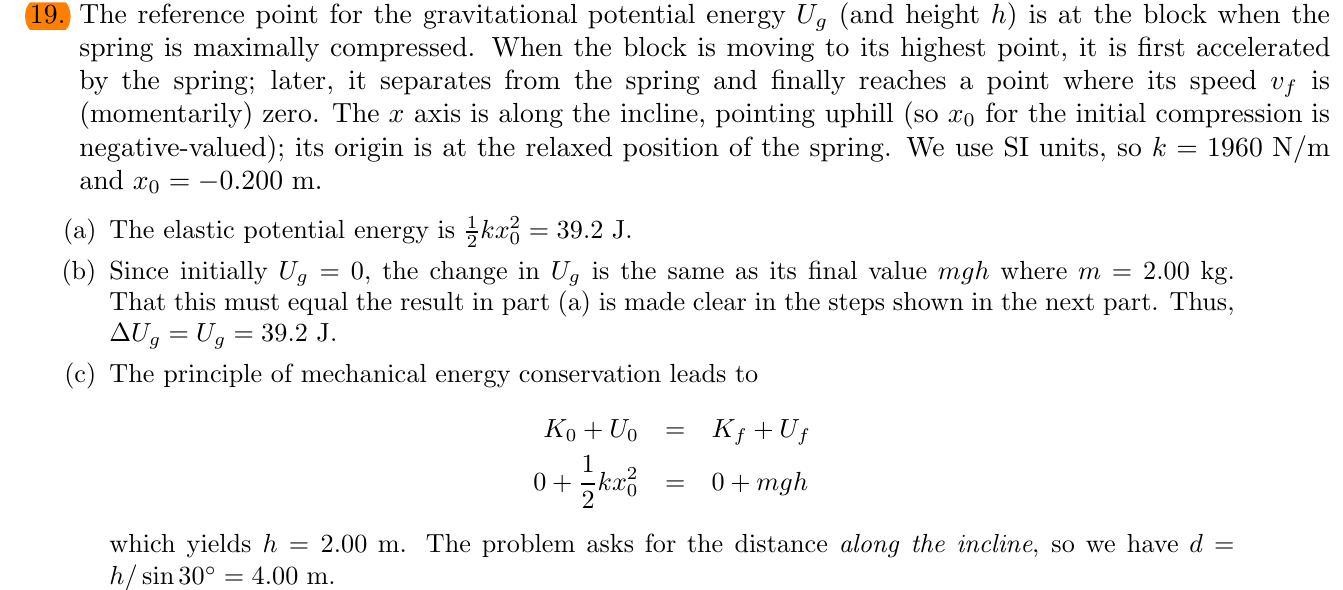 19. The reference point for the gravitational potential energy U_g (and height h) is at the block when the
spring is maximally compressed. When the block is moving to its highest point, it is first accelerated
by the spring; later, it separates from the spring and finally reaches a point where its speed v_f is
(momentarily) zero. The x axis is along the incline, pointing uphill (so x_0 for the initial compression is
negative-valued); its origin is at the relaxed position of the spring. We use SI units, so k = 1960 N/m
and x_0 = −0.200 m.
(a) The elastic potential energy is ½kx_0^2 = 39.2 J.
(b) Since initially U_g = 0, the change in U_g is the same as its final value mgh where m = 2.00 kg.
That this must equal the result in part (a) is made clear in the steps shown in the next part. Thus,
ΔU_g = U_g = 39.2 J.
(c) The principle of mechanical energy conservation leads to
K_0 + U_0 = K_f + U_f
0 + ½kx_0^2 = 0 + mgh
which yields h = 2.00 m. The problem asks for the distance along the incline, so we have d =
h/ sin 30° = 4.00 m.